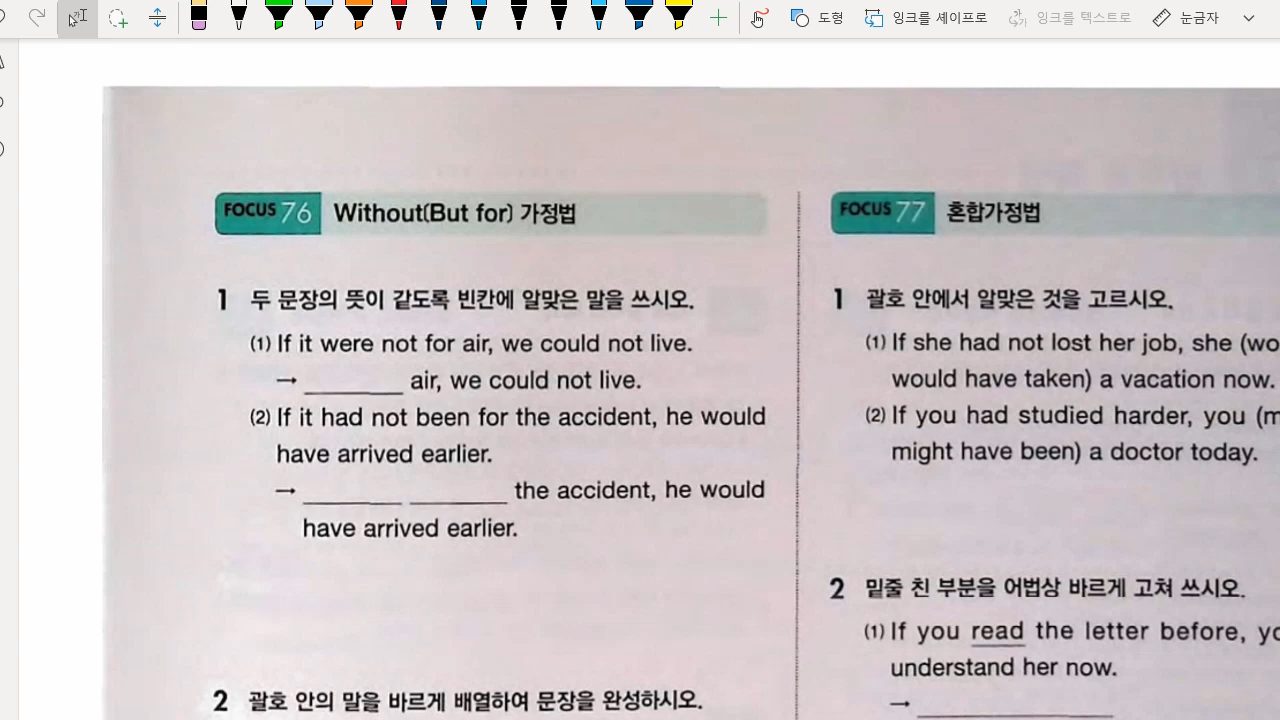 도형
잉크를 셰이프로
잉크를 텍스트로
눈금자
FOCUS 76 Without(But for) 가정법
1 두 문장의 뜻이 같도록 빈칸에 알맞은 말을 쓰시오.
(1) If it were not for air, we could not live.
→ ________ air, we could not live.
(2) If it had not been for the accident, he would
have arrived earlier.
→ ________ ________ the accident, he would
have arrived earlier.
2 괄호 안의 말을 바르게 배열하여 문장을 완성하시오.
FOCUS 77 혼합가정법
1 괄호 안에서 알맞은 것을 고르시오.
(1) If she had not lost her job, she
would have taken) a vacation now.
(2) If you had studied harder, you
might have been) a doctor today.
2 밑줄 친 부분을 어법상 바르게 고쳐 쓰시오.
(1) If you read the letter before,
understand her now.
→ ________